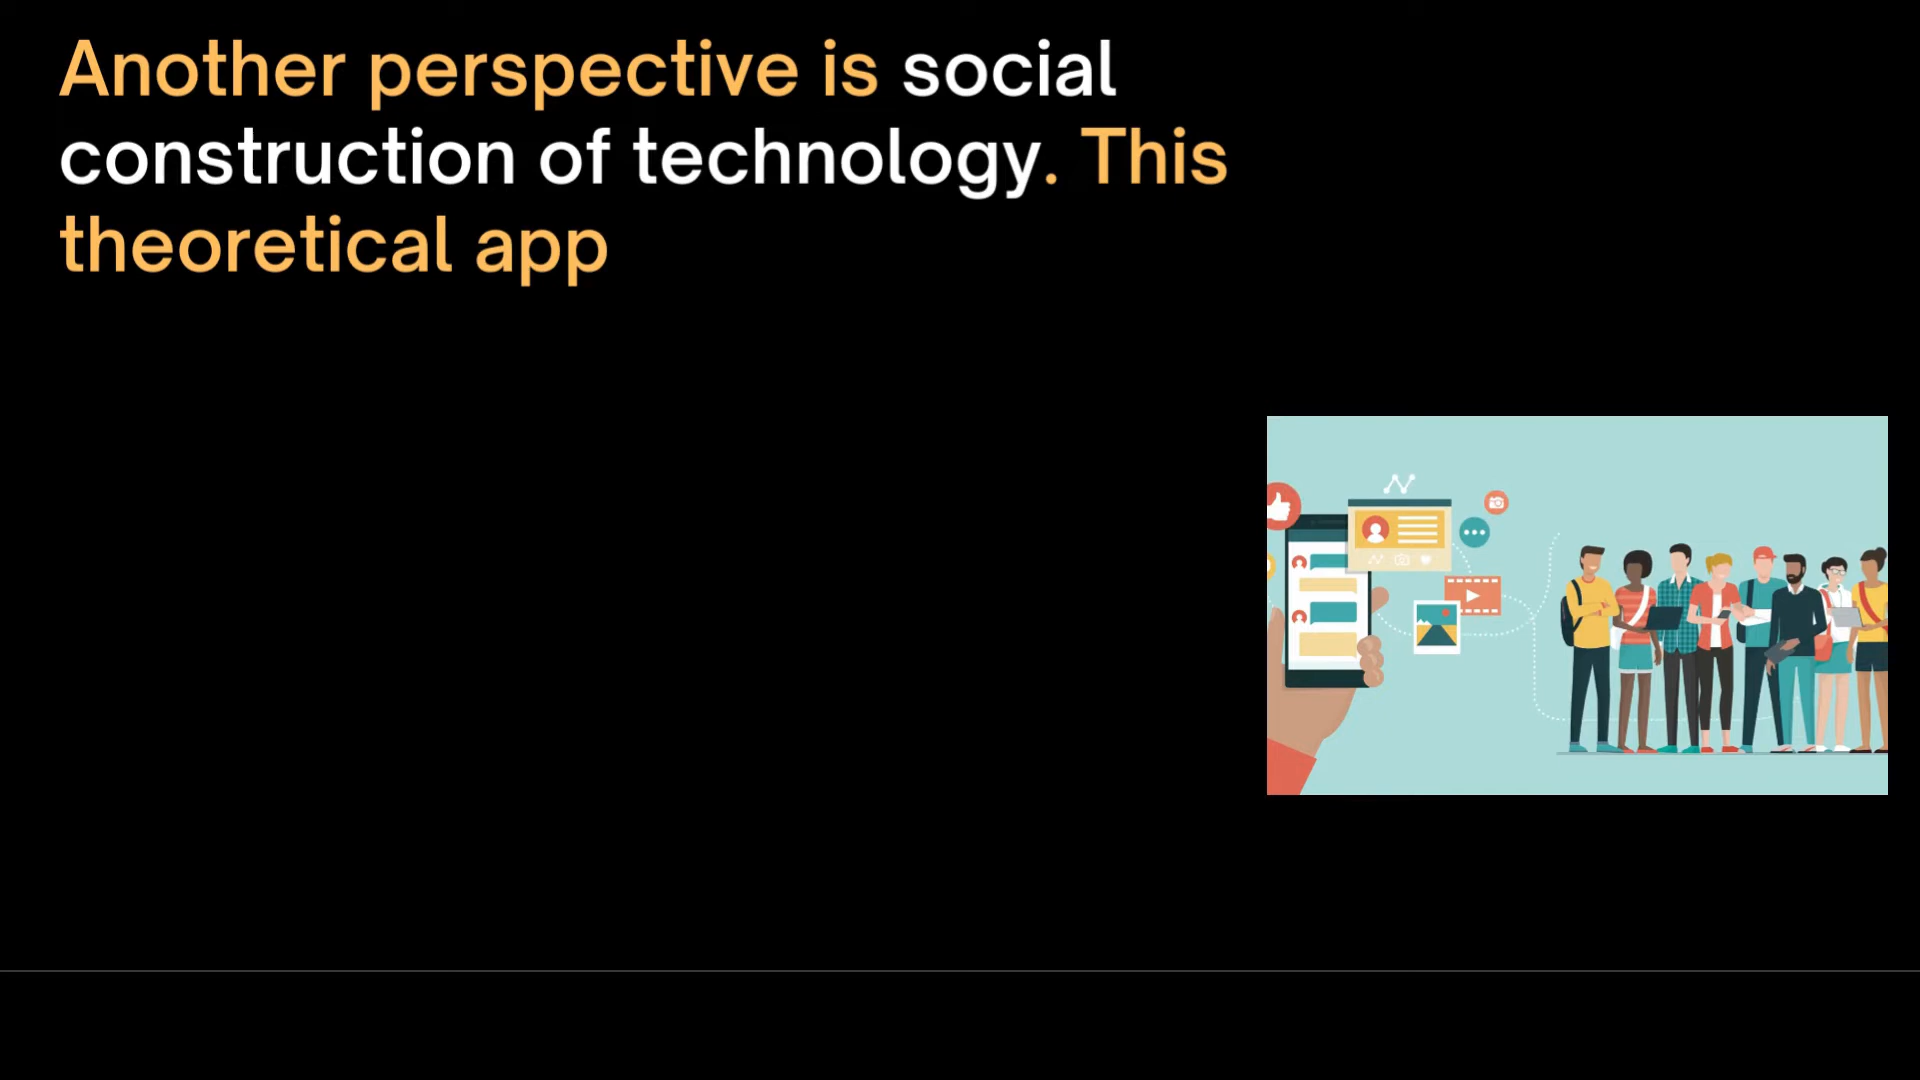 Another perspective is social
construction of technology. This
theoretical app